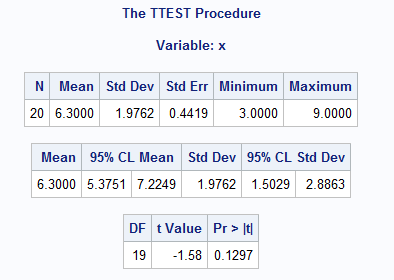 The TTEST Procedure
Variable: x
N Mean Std Dev Std Err Minimum Maximum
20 6.3000 1.9762 0.4419 3.0000 9.0000
Mean 95% CL Mean Std Dev 95% CL Std Dev
6.3000 5.3751 7.2249 1.9762 1.5029 2.8863
DF t Value Pr > |t|
19 -1.58 0.1297